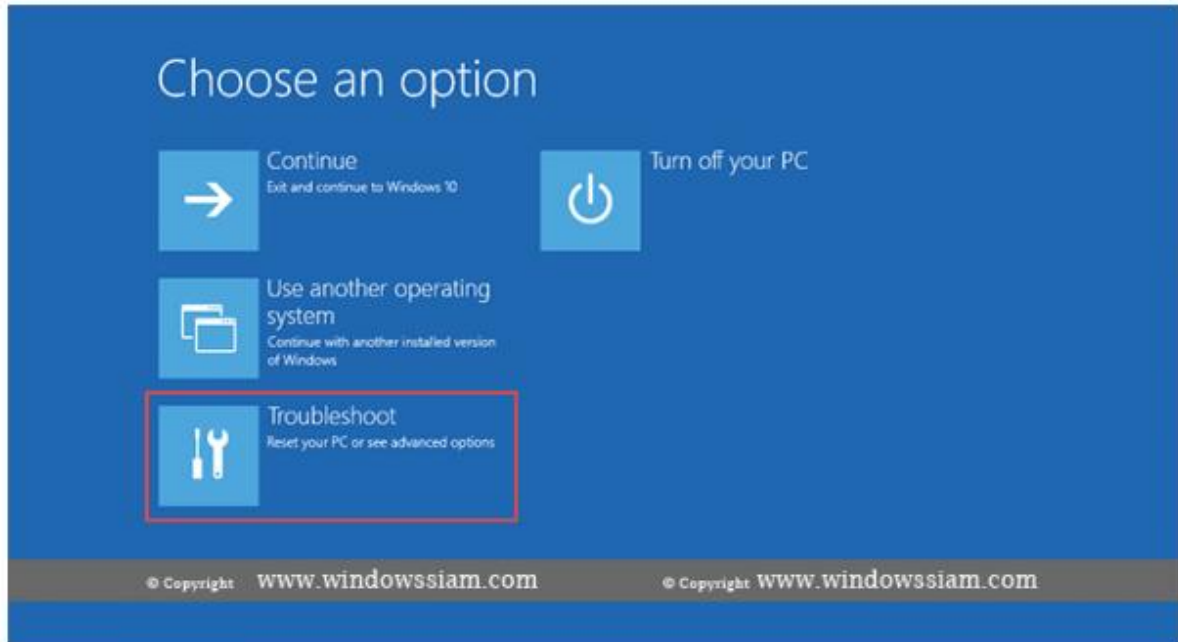 Choose an option
Continue
Exit and continue to Windows 10
Turn off your PC
Use another operating
system
Continue with another installed version
of Windows
Troubleshoot
Reset your PC or see advanced options
© Copyright www.windowssiam.com
© Copyright www.windowssiam.com